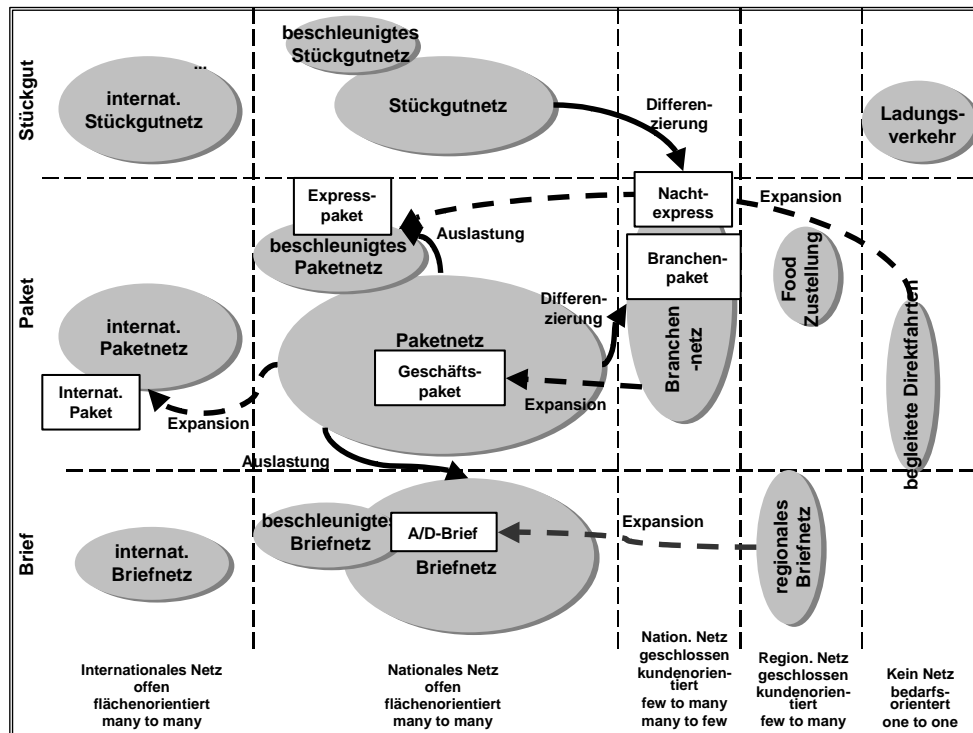 Stückgut
...
internat.
Stückgutnetz
beschleunigtes
Stückgutnetz
Stückgutnetz
Differen-
zierung
Ladungs-
verkehr
Paket
Express-
paket
beschleunigtes
Paketnetz
Auslastung
Nacht-
express
Expansion
Branchen-
paket
Food
Zustellung
internat.
Paketnetz
Internat.
Paket
Expansion
Paketnetz
Geschäfts-
paket
Differen-
zierung
Expansion
Branchen
-netz
begleitete Direktfahrten
Auslastung
Brief
internat.
Briefnetz
beschleunigtes
Briefnetz
A/D-Brief
Briefnetz
Expansion
regionales
Briefnetz
Internationales Netz
offen
flächenorientiert
many to many
Nationales Netz
offen
flächenorientiert
many to many
Nation. Netz
geschlossen
kundenorien-
tiert
few to many
many to few
Region. Netz
geschlossen
kundenorien-
tiert
few to many
Kein Netz
bedarfs-
orientert
one to one